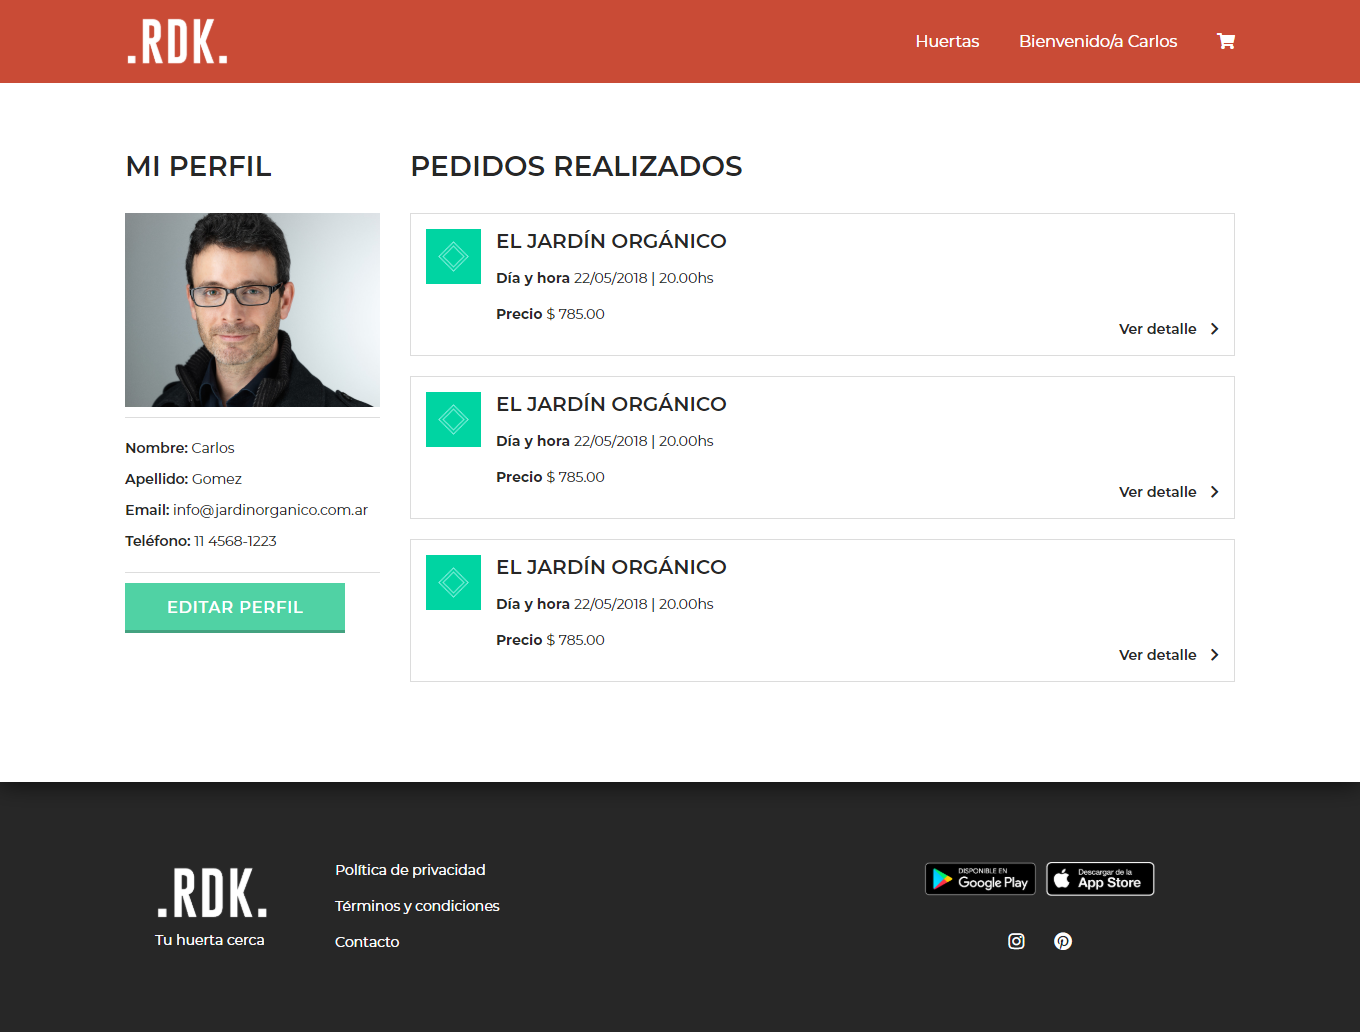 .RDK.
Huertas
Bienvenido/a Carlos
MI PERFIL
Nombre: Carlos
Apellido: Gomez
Email: info@jardinorganico.com.ar
Teléfono: 11 4568-1223
EDITAR PERFIL
PEDIDOS REALIZADOS
EL JARDÍN ORGÁNICO
Día y hora 22/05/2018 | 20.00hs
Precio $ 785.00
Ver detalle
EL JARDÍN ORGÁNICO
Día y hora 22/05/2018 | 20.00hs
Precio $ 785.00
Ver detalle
EL JARDÍN ORGÁNICO
Día y hora 22/05/2018 | 20.00hs
Precio $ 785.00
Ver detalle
.RDK.
Tu huerta cerca
Política de privacidad
Términos y condiciones
Contacto
DISPONIBLE EN
Google Play
Descargar de la
App Store